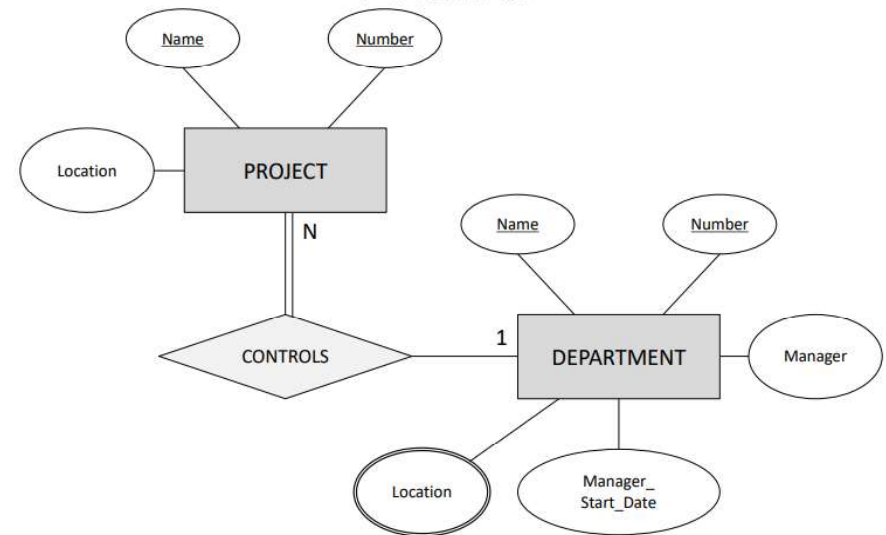 Name
Number
Location
PROJECT
N
Name
Number
CONTROLS
1
DEPARTMENT
Manager
Location
Manager_
Start_Date